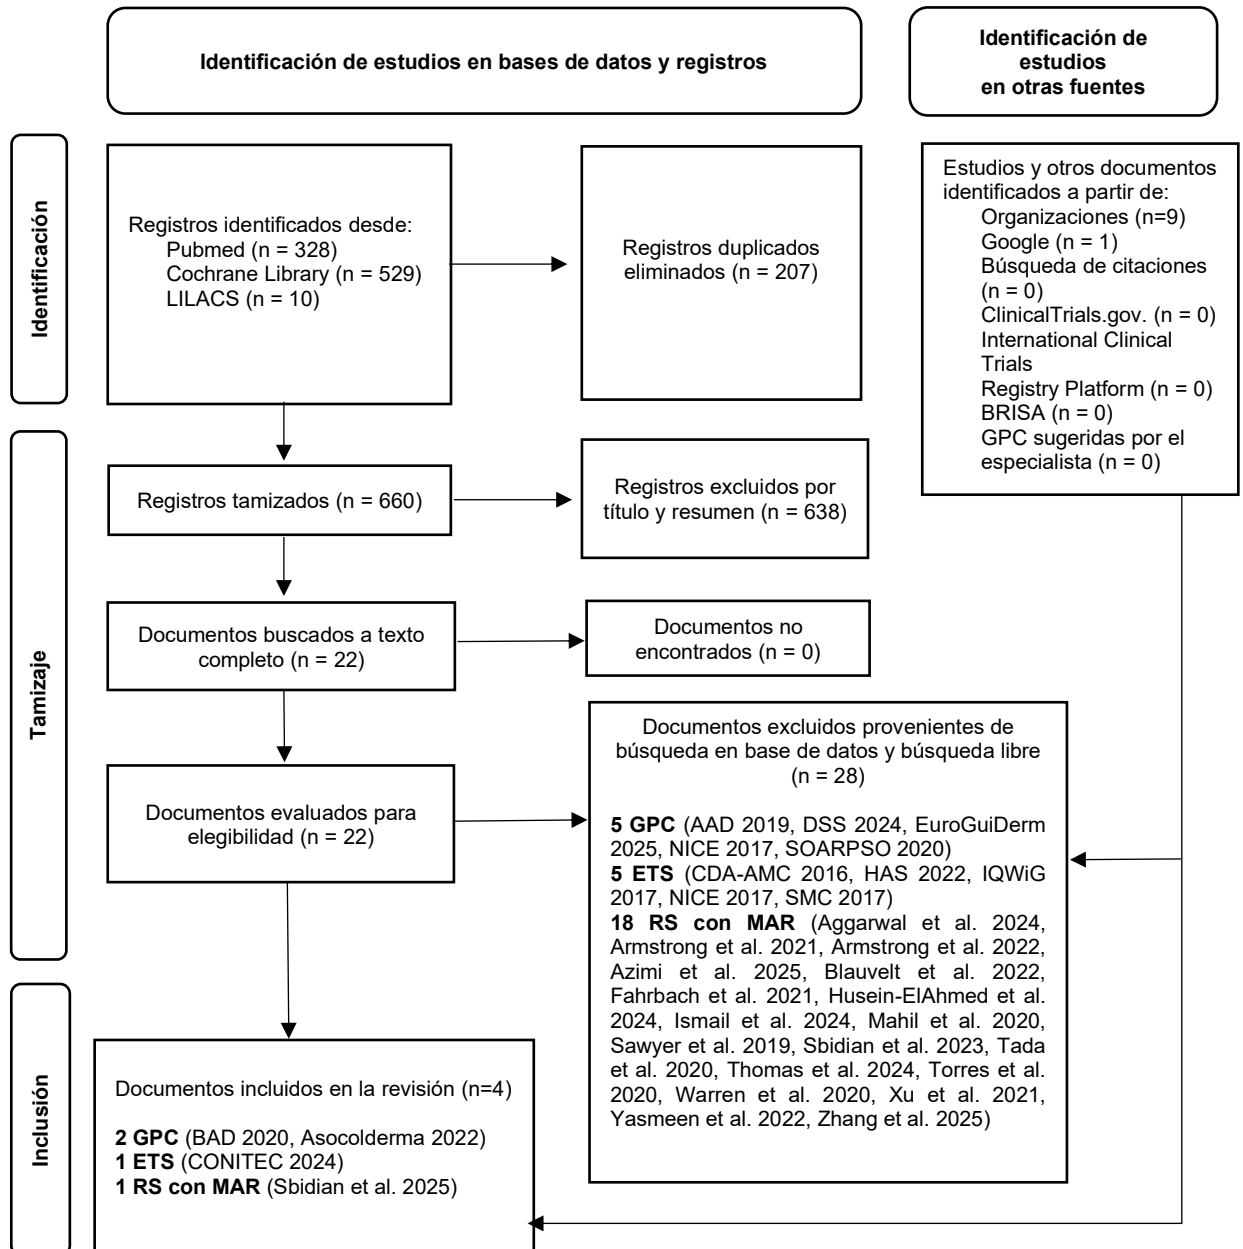 Identificación de estudios en bases de datos y registros
Identificación de
estudios
en otras fuentes
Identificación
Registros identificados desde:
Pubmed (n = 328)
Cochrane Library (n = 529)
LILACS (n = 10)
Registros duplicados
eliminados (n = 207)
Estudios y otros documentos
identificados a partir de:
Organizaciones (n=9)
Google (n = 1)
Búsqueda de citaciones
(n = 0)
ClinicalTrials.gov. (n = 0)
International Clinical
Trials
Registry Platform (n = 0)
BRISA (n = 0)
GPC sugeridas por el
especialista (n = 0)
Tamizaje
Registros tamizados (n = 660)
Registros excluidos por
título y resumen (n = 638)
Documentos buscados a texto
completo (n = 22)
Documentos no
encontrados (n = 0)
Documentos evaluados para
elegibilidad (n = 22)
Documentos excluidos provenientes de
búsqueda en base de datos y búsqueda libre
(n = 28)
5 GPC (AAD 2019, DSS 2024, EuroGuiDerm
2025, NICE 2017, SOARPSO 2020)
5 ETS (CDA-AMC 2016, HAS 2022, IQWiG
2017, NICE 2017, SMC 2017)
18 RS con MAR (Aggarwal et al. 2024,
Armstrong et al. 2021, Armstrong et al. 2022,
Azimi et al. 2025, Blauvelt et al. 2022,
Fahrbach et al. 2021, Husein-ElAhmed et al.
2024, Ismail et al. 2024, Mahil et al. 2020,
Sawyer et al. 2019, Sbidian et al. 2023, Tada
et al. 2020, Thomas et al. 2024, Torres et al.
2020, Warren et al. 2020, Xu et al. 2021,
Yasmeen et al. 2022, Zhang et al. 2025)
Inclusión
Documentos incluidos en la revisión (n=4)
2 GPC (BAD 2020, Asocolderma 2022)
1 ETS (CONITEC 2024)
1 RS con MAR (Sbidian et al. 2025)